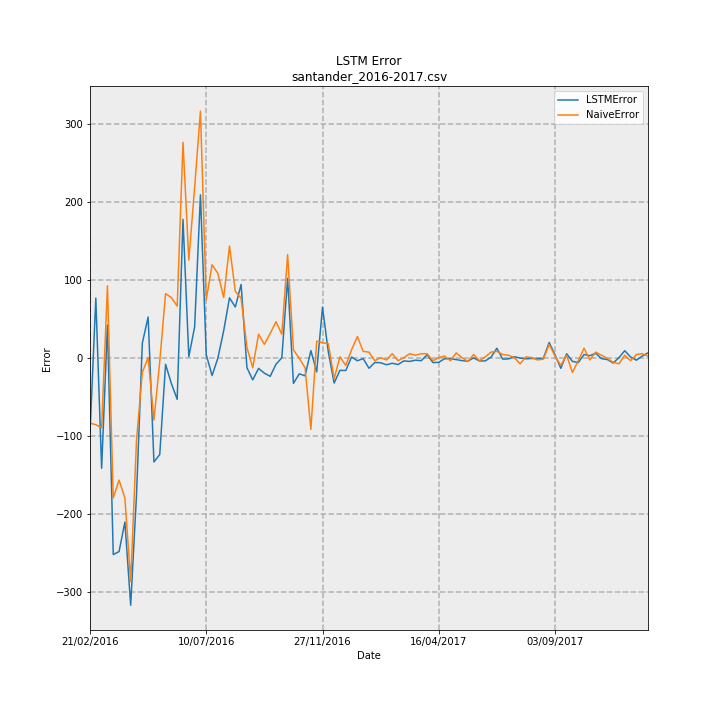 LSTM Error
santander_2016-2017.csv
LSTMError
NaiveError
300
200
100
0
−100
−200
−300
Error
21/02/2016 10/07/2016 27/11/2016 16/04/2017 03/09/2017
Date